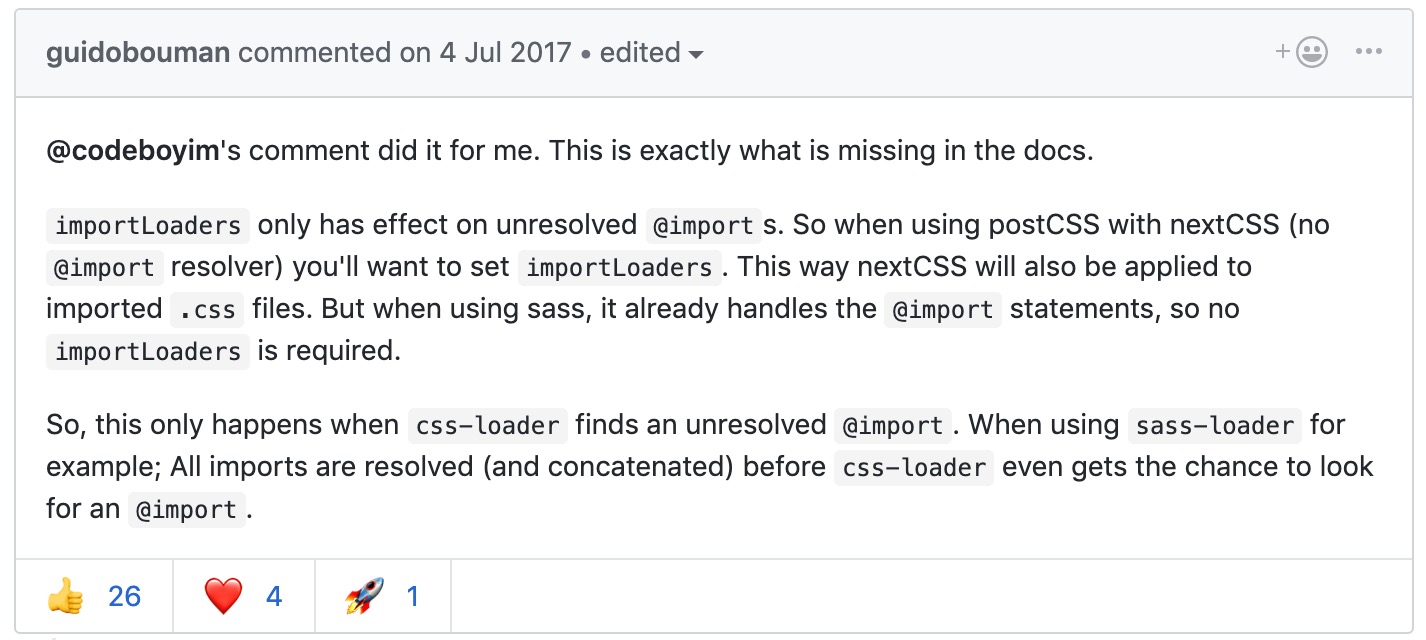 guidobouman commented on 4 Jul 2017 • edited
@codeboyim's comment did it for me. This is exactly what is missing in the docs.
importLoaders only has effect on unresolved @import s. So when using postCSS with nextCSS (no
@import resolver) you'll want to set importLoaders . This way nextCSS will also be applied to
imported .css files. But when using sass, it already handles the @import statements, so no
importLoaders is required.
So, this only happens when css-loader finds an unresolved @import . When using sass-loader for
example; All imports are resolved (and concatenated) before css-loader even gets the chance to look
for an @import .
26 4 1